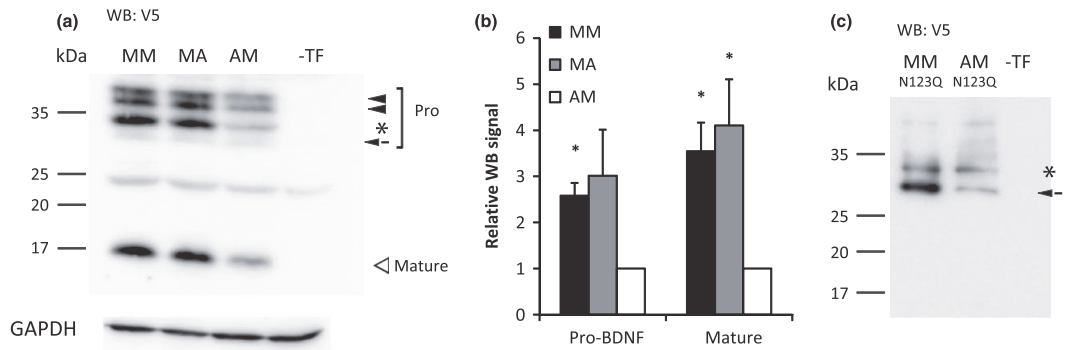 (a)
WB: V5
kDa
MM MA AM -TF
35
25
20
17
*
Pro
Mature
GAPDH
(b)
MM
MA
AM
Relative WB signal
6
5
4
3
2
1
0
*
*
*
Pro-BDNF Mature
(c)
WB: V5
kDa
MM AM -TF
N123Q N123Q
35
25
20
17
*